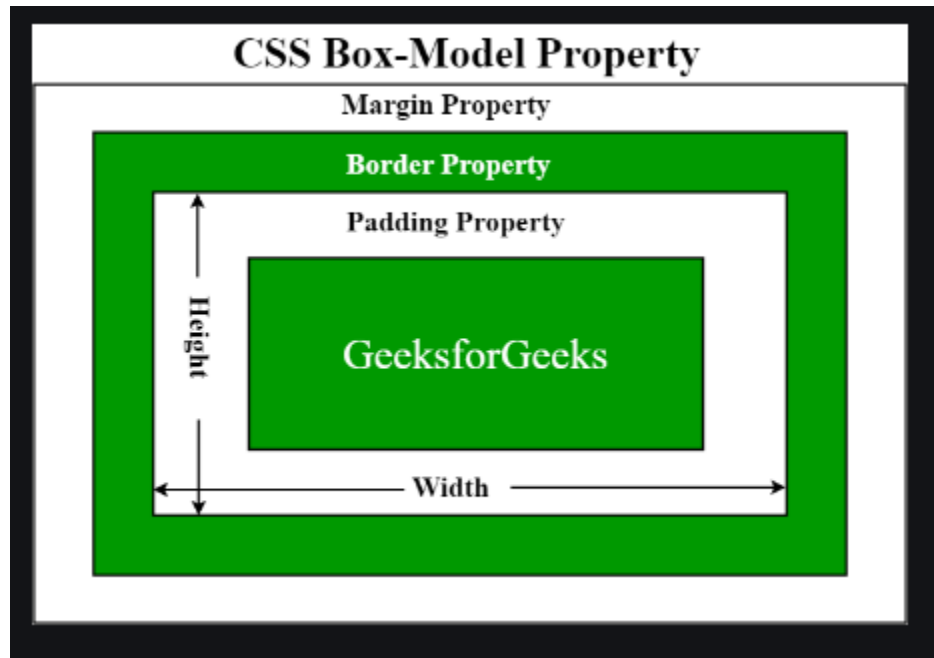 CSS Box-Model Property
Margin Property
Border Property
Padding Property
Height
GeeksforGeeks
Width